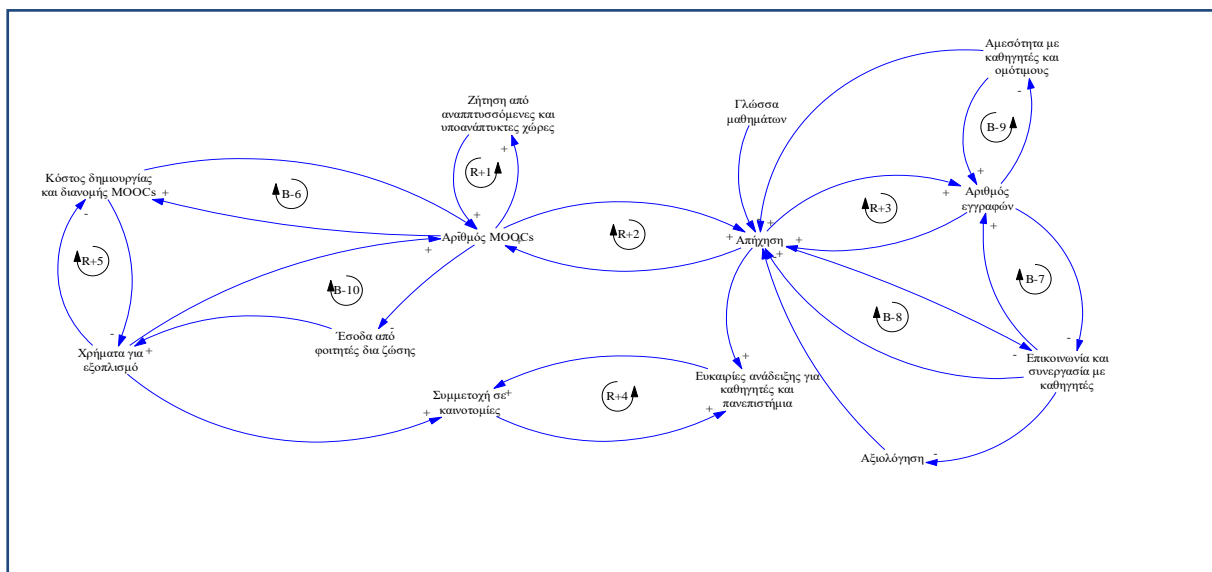 Αμεσότητα με
καθηγητές και
ομότιμους
-
B-9
+
Ζήτηση από
αναπτπυσσόμενες και
υποανάπτυκτες χώρες
+
R+1
+
Γλώσσα
μαθημάτων
Κόστος δημιουργίας
και διανομής MOOCs
+
-
B-6
R+5
-
Αριθμός MOOCs
-
+
+
R+2
+
Απήχηση
+
+
-
+
R+3
+
Αριθμός
εγγραφών
+
B-7
B-8
-
-
B-10
Έσοδα από
φοιτητές δια ζώσης
-
Χρήματα για
εξοπλισμό
+
Συμμετοχή σε
καινοτομίες
+
+
R+4
+
+
Ευκαιρίες ανάδειξης για
καθηγητές και
πανεπιστήμια
Επικοινωνία και
συνεργασία με
καθηγητές
Αξιολόγηση
-